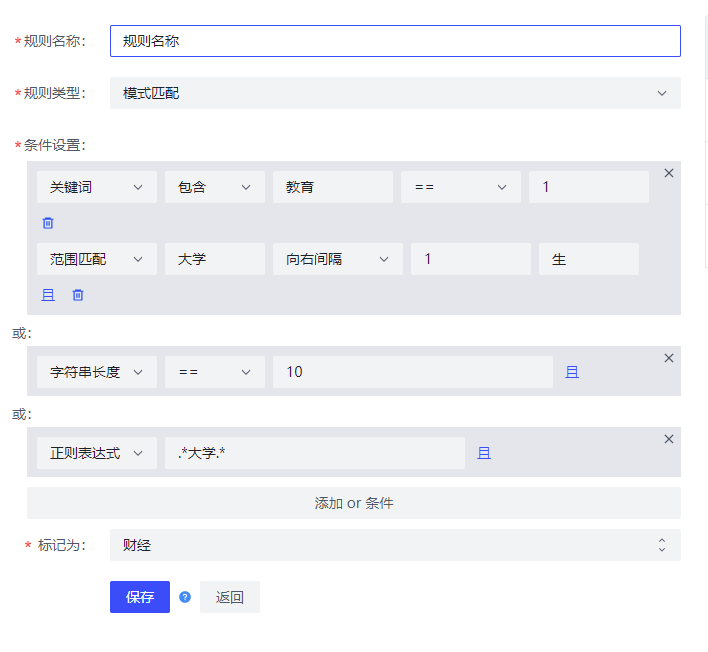 *规则名称: 规则名称
*规则类型: 模式匹配
*条件设置:
关键词 包含 教育 == 1
范围匹配 大学 向右间隔 1 生
且
或:
字符串长度 == 10 且
或:
正则表达式 .*大学.* 且
添加 or 条件
* 标记为: 财经
保存 ? 返回